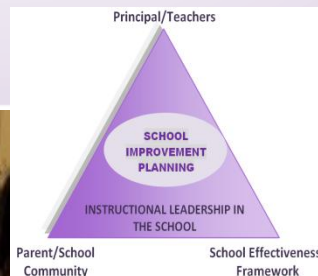 Principal/Teachers
SCHOOL
IMPROVEMENT
PLANNING
INSTRUCTIONAL LEADERSHIP IN
THE SCHOOL
Parent/School
Community
School Effectiveness
Framework